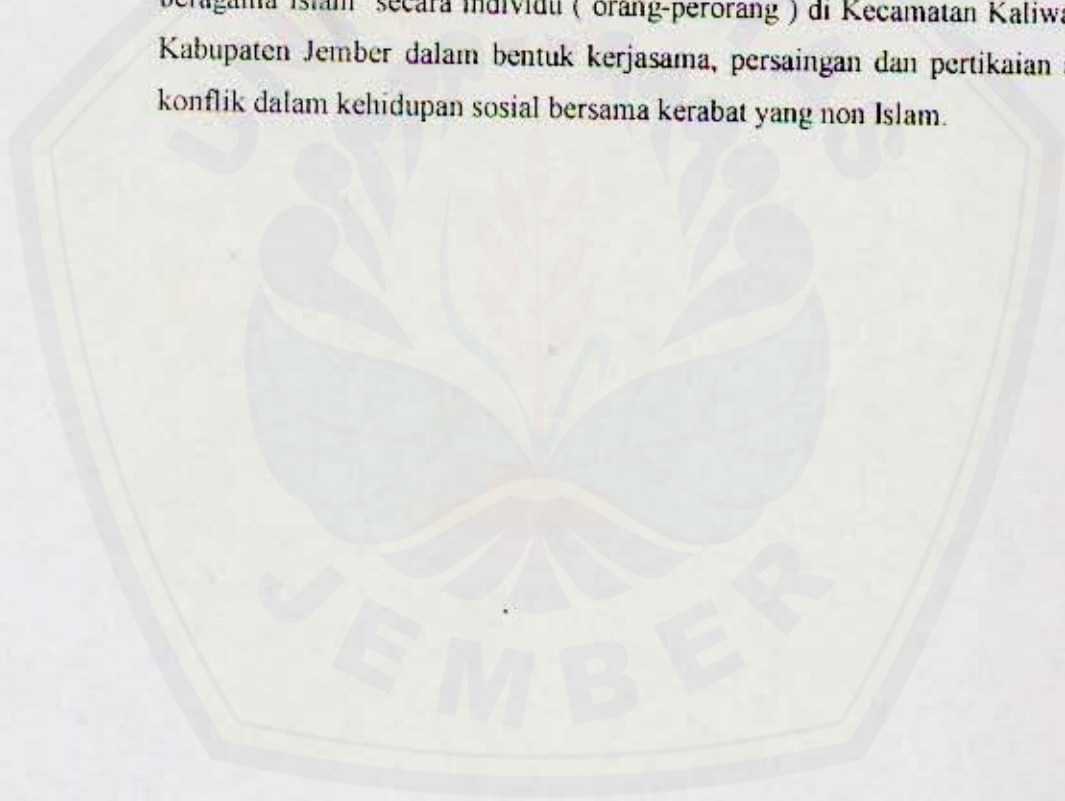 beragama Islam secara individu ( orang-perorang ) di Kecamatan
Kabupaten Jember dalam bentuk kerjasama, persaingan dan pertikaian
konflik dalam kehidupan sosial bersama kerabat yang non Islam.
JEMBER